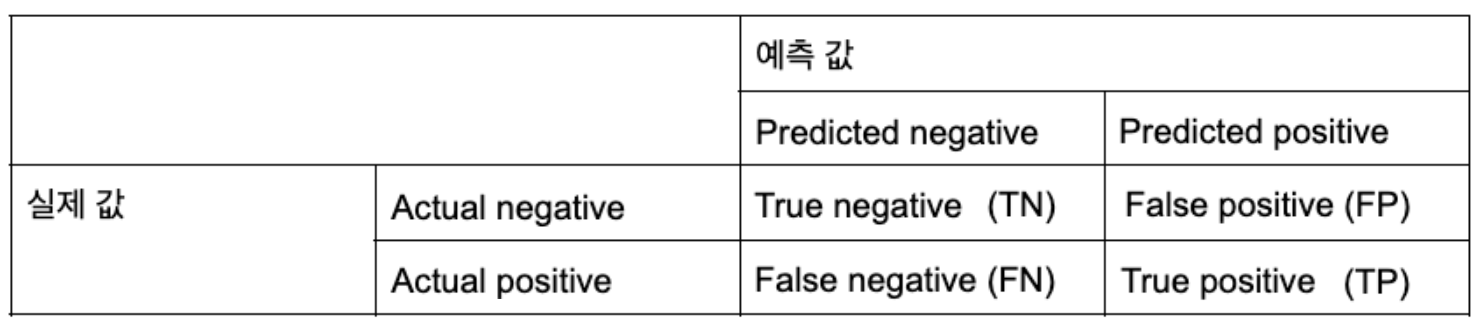 예측 값
Predicted negative Predicted positive
실제 값 Actual negative True negative (TN) False positive (FP)
Actual positive False negative (FN) True positive (TP)